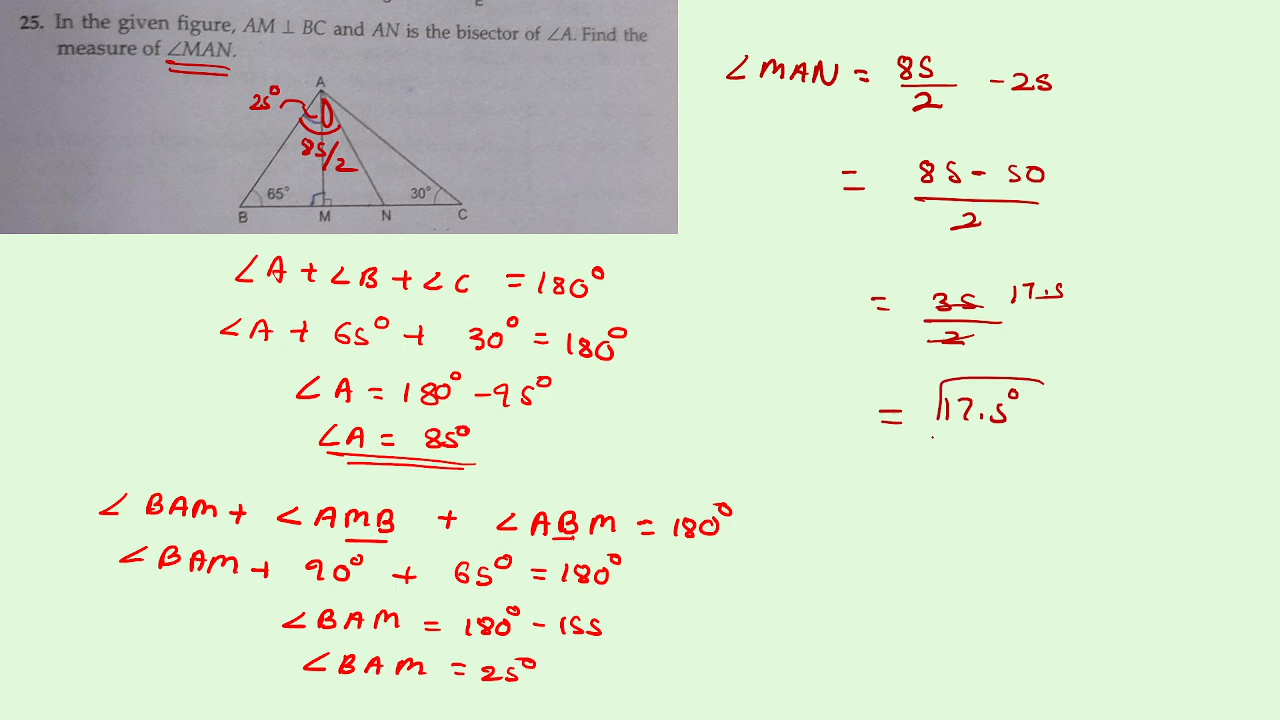 25. In the given figure, AM ⊥ BC and AN is the bisector of ∠A. Find the
measure of ∠MAN.
A
25°
85/2
65°
30°
B
M
N
C
∠A + ∠B + ∠C = 180°
∠A + 65° + 30° = 180°
∠A = 180° - 95°
∠A = 85°
∠BAM + ∠AMB + ∠ABM = 180°
∠BAM + 90° + 65° = 180°
∠BAM = 180° - 155
∠BAM = 25°
∠MAN = 85/2 - 25
= 85 - 50/2
= 35/2 17.5
= 17.5°